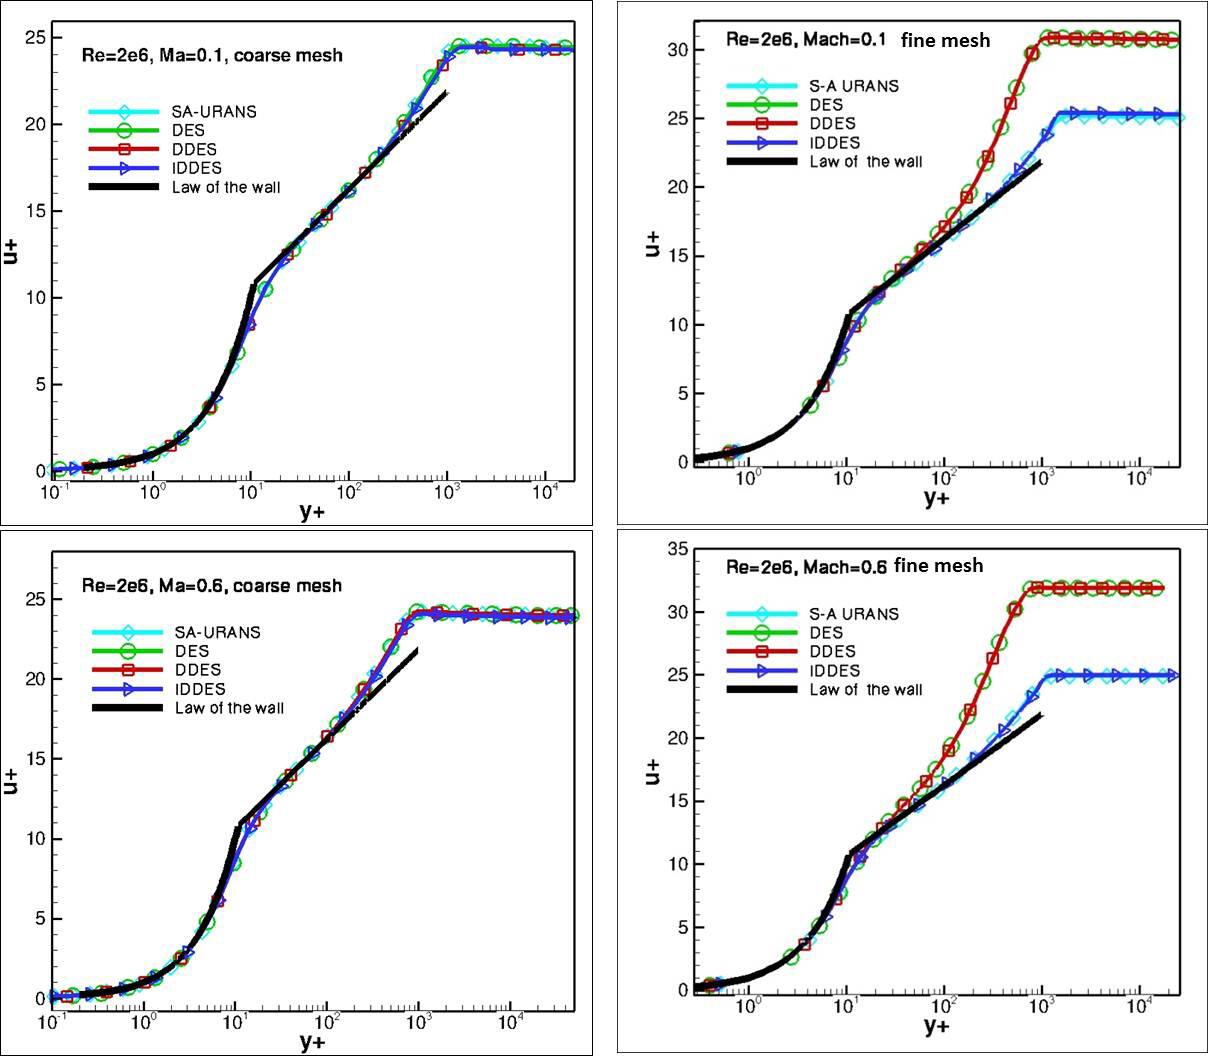 Re=2e6, Ma=0.1, coarse mesh
SA-URANS
DES
DDES
IDDES
Law of the wall
u+
25
20
15
10
5
0
10-1 100 101 102 103 104
y+
Re=2e6, Mach=0.1 fine mesh
S-A URANS
DES
DDES
IDDES
Law of the wall
u+
30
25
20
15
10
5
0
100 101 102 103 104
y+
Re=2e6, Ma=0.6, coarse mesh
SA-URANS
DES
DDES
IDDES
Law of the wall
u+
25
20
15
10
5
0
10-1 100 101 102 103 104
y+
Re=2e6, Mach=0.6 fine mesh
S-A URANS
DES
DDES
IDDES
Law of the wall
u+
35
30
25
20
15
10
5
0
100 101 102 103 104
y+